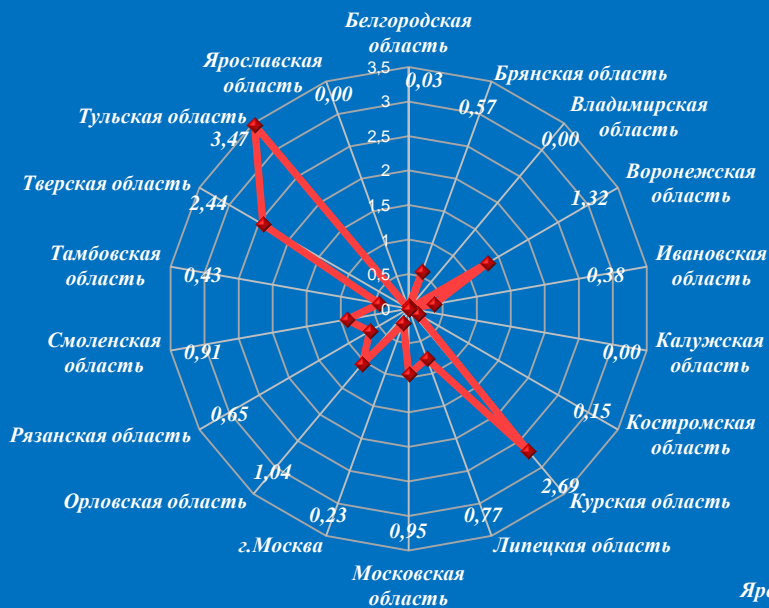 Белгородская
область
0,03
Брянская область
0,57
Владимирская
область
0,00
Воронежская
область
1,32
Ивановская
область
0,38
Калужская
область
0,00
Костромская
область
0,15
Курская область
2,69
Липецкая область
0,77
Московская
область
0,95
г.Москва
0,23
Орловская область
1,04
Рязанская область
0,65
Смоленская
область
0,91
Тамбовская
область
0,43
Тверская область
2,44
Тульская область
3,47
Ярославская
область
0,00
3,5
3
2,5
2
1,5
1
0,5
0